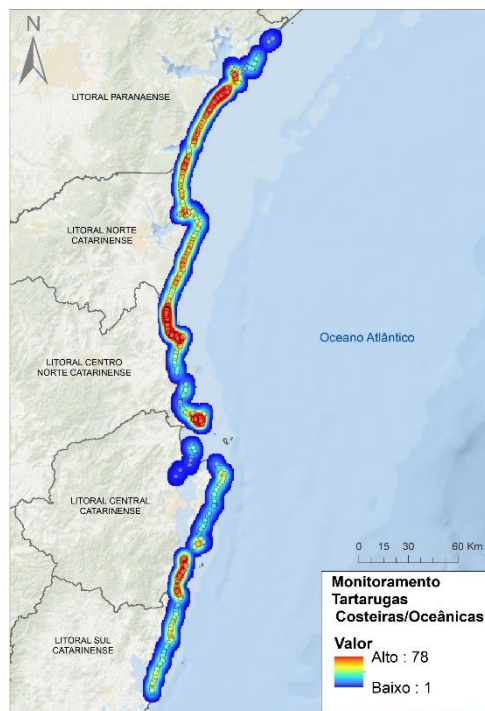 N
LITORAL PARANAENSE
LITORAL NORTE
CATARINENSE
Oceano Atlântico
LITORAL CENTRO
NORTE CATARINENSE
LITORAL CENTRAL
CATARINENSE
0 15 30 60 Km
LITORAL SUL
CATARINENSE
Monitoramento
Tartarugas
Costeiras/Oceânicas
Valor
Alto : 78
Baixo : 1